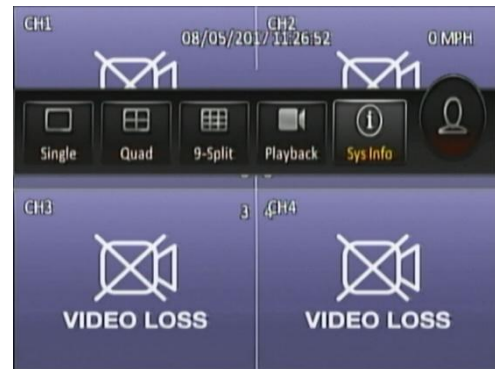 CH1
CH2
08/05/2017 11:26:52
0 MPH
Single
Quad
9-Split
Playback
Sys Info
CH3
3
4
CH4
VIDEO LOSS
VIDEO LOSS